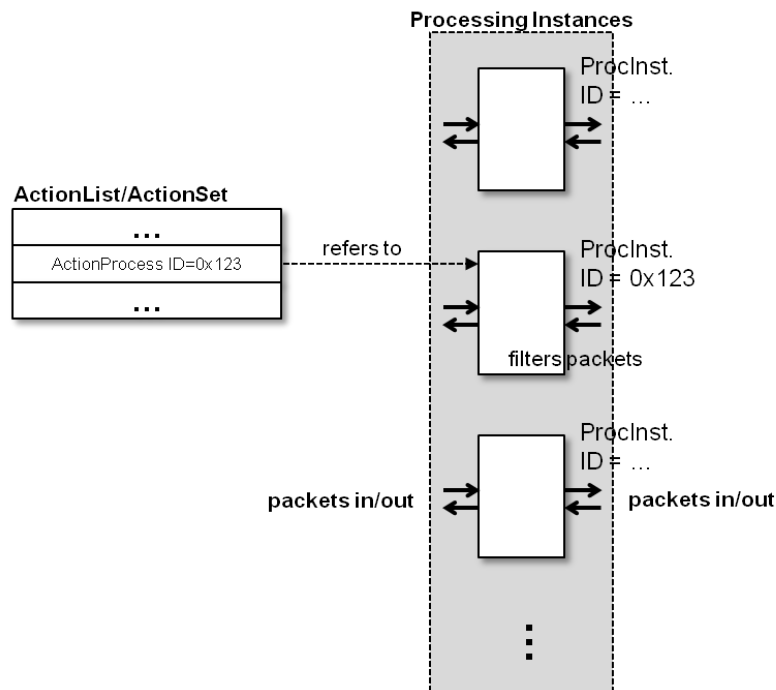 Processing Instances
ProcInst.
ID = ...
ActionList/ActionSet
...
ActionProcess ID=0x123
...
refers to
ProcInst.
ID = 0x123
filters packets
ProcInst.
ID = ...
packets in/out
packets in/out